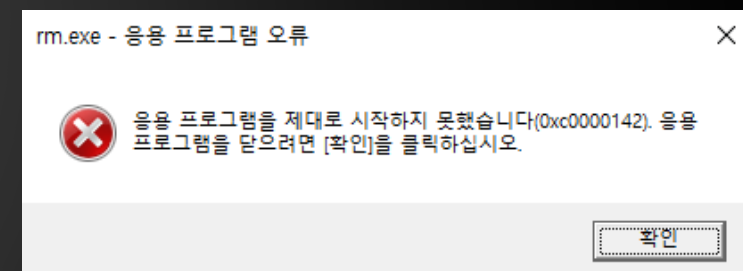 rm.exe - 응용 프로그램 오류
응용 프로그램을 제대로 시작하지 못했습니다(0xc0000142). 응용
프로그램을 닫으려면 [확인]을 클릭하십시오.
확인